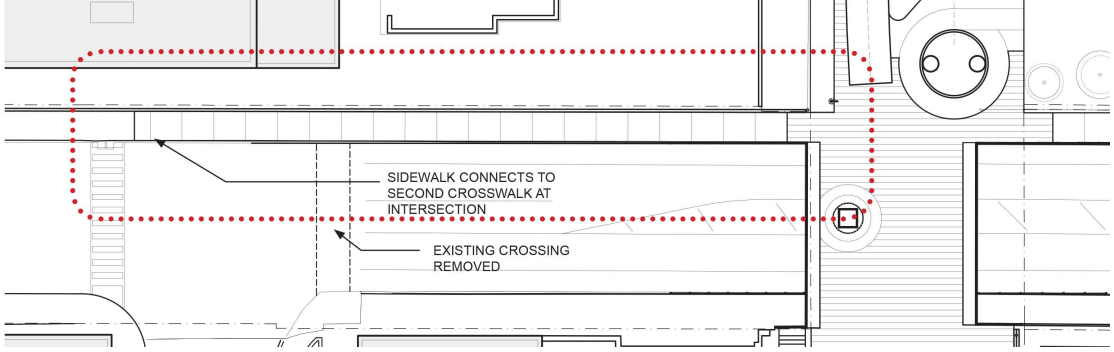 SIDEWALK CONNECTS TO
SECOND CROSSWALK AT
INTERSECTION
EXISTING CROSSING
REMOVED